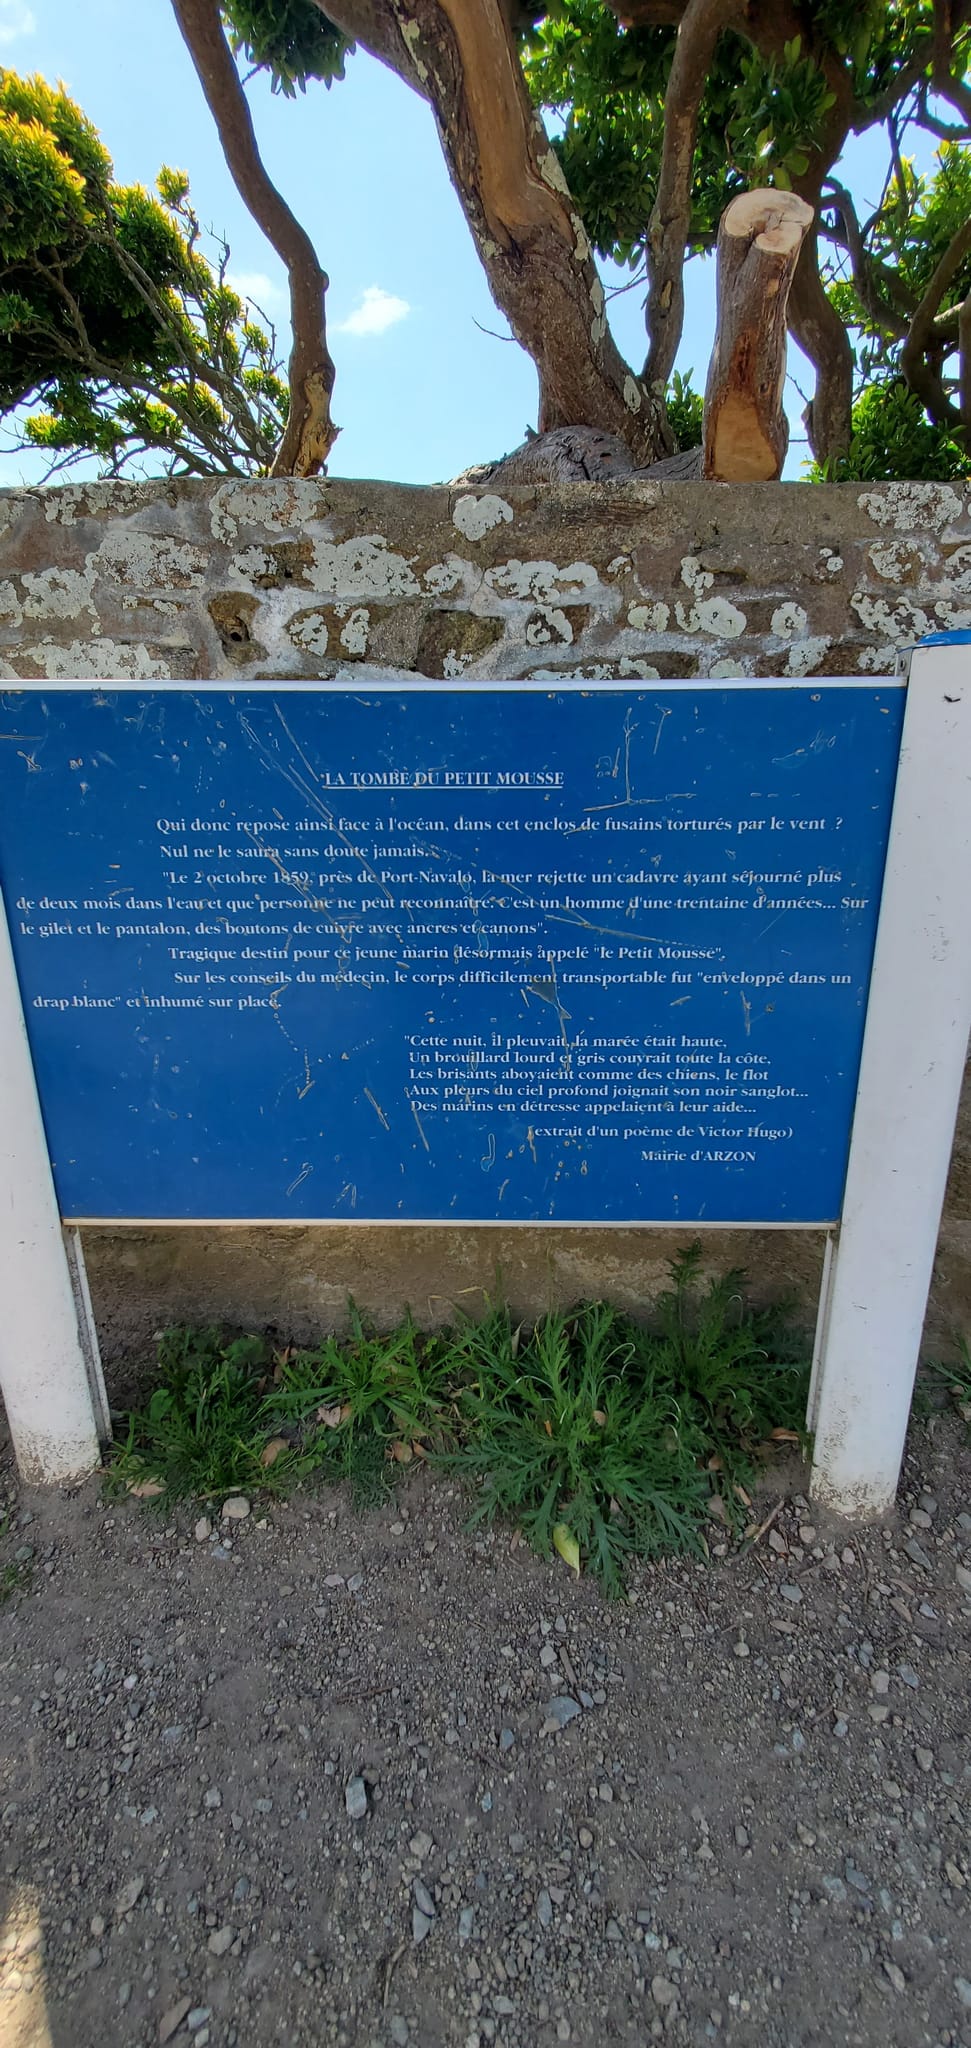 LA TOMBE DU PETIT MOUSSE
Qui donc repose ainsi face à l'océan, dans cet enclos de fusains torturés par le vent ?
Nul ne le saura sans doute jamais...
"Le 2 octobre 1859, près de Port-Navalo, la mer rejette un cadavre ayant séjourné plus
de deux mois dans l'eau et que personne ne peut reconnaître. C'est un homme d'une trentaine d'années... Sur
le gilet et le pantalon, des boutons de cuivre avec ancres et canons".
Tragique destin pour ce jeune marin désormais appelé "le Petit Mousse".
Sur les conseils du médecin, le corps difficilement transportable fut "enveloppé dans un
drap blanc" et inhumé sur place.
"Cette nuit, il pleuvait, la marée était haute,
Un brouillard lourd et gris couvrait toute la côte,
Les brisants aboyaient comme des chiens, le flot
Aux pleurs du ciel profond joignait son noir sanglot...
Des marins en détresse appelaient à leur aide...
(extrait d'un poème de Victor Hugo)
Mairie d'ARZON